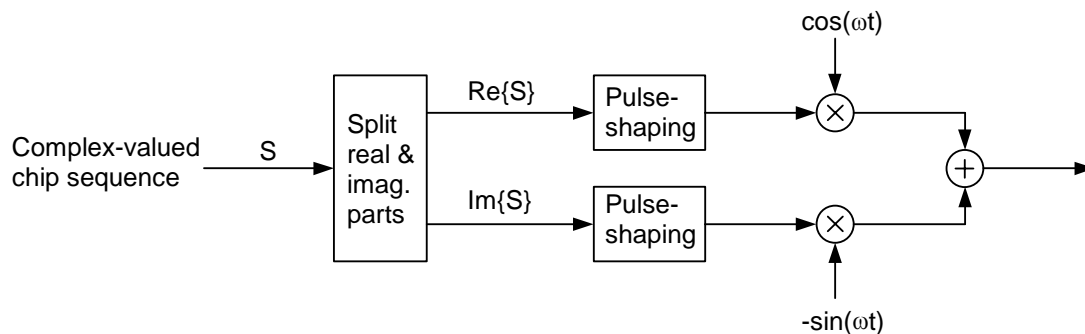 cos(ωt)
Complex-valued
chip sequence
S
Split
real &
imag.
parts
Re{S}
Pulse-
shaping
Im{S}
Pulse-
shaping
-sin(ωt)